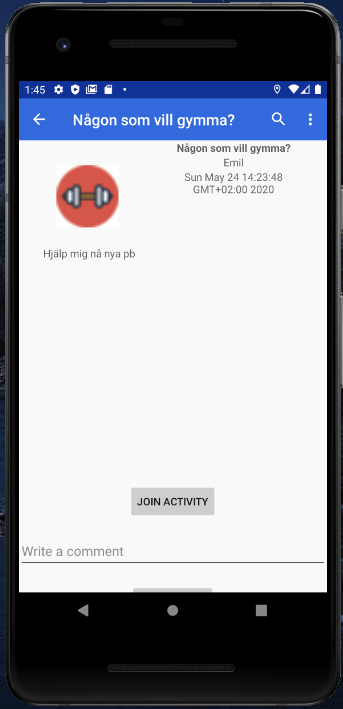 1:45
Någon som vill gymma?
Någon som vill gymma?
Emil
Sun May 24 14:23:48
GMT+02:00 2020
Hjälp mig nå nya pb
JOIN ACTIVITY
Write a comment